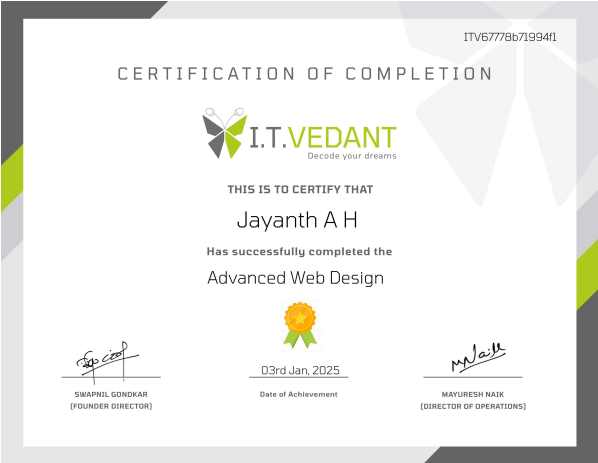 ITV67778b71994f1
CERTIFICATION OF COMPLETION
I.T.VEDANT
Decode your dreams
THIS IS TO CERTIFY THAT
Jayanth A H
Has successfully completed the
Advanced Web Design
03rd Jan, 2025
SWAPNIL GONDKAR
(FOUNDER DIRECTOR)
Date of Achievement
MAYURESH NAIK
(DIRECTOR OF OPERATIONS)